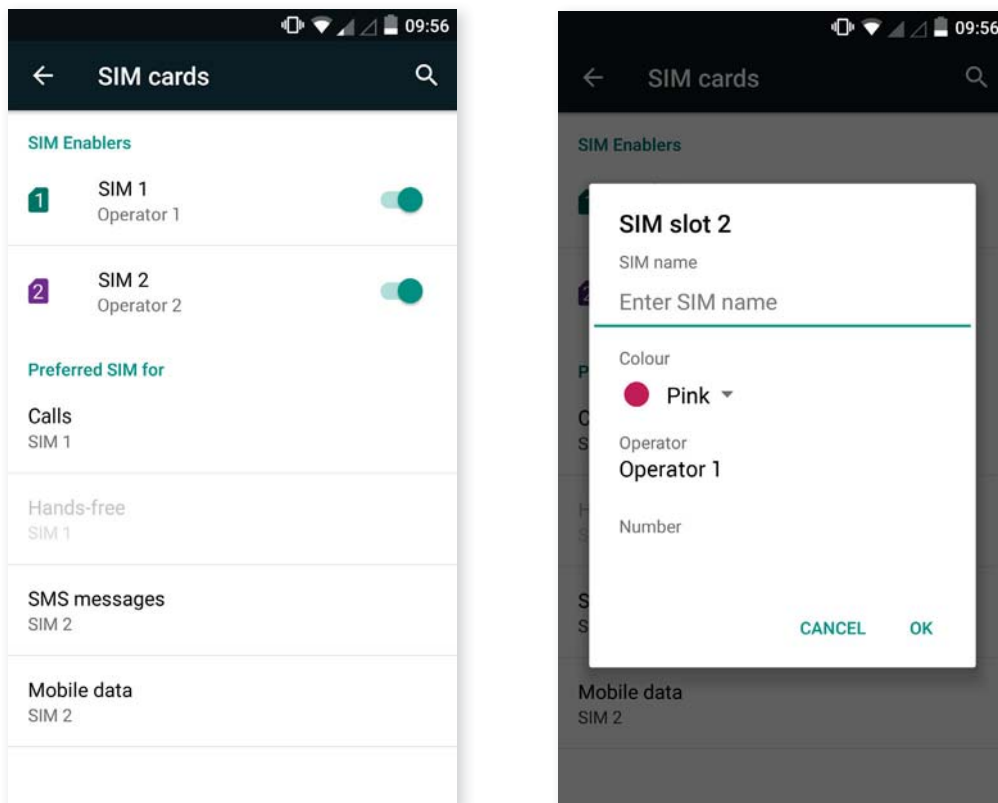 09:56
SIM cards
SIM Enablers
1
SIM 1
Operator 1
2
SIM 2
Operator 2
Preferred SIM for
Calls
SIM 1
Hands-free
SIM 1
SMS messages
SIM 2
Mobile data
SIM 2
09:56
SIM cards
SIM Enablers
SIM slot 2
SIM name
Enter SIM name
Colour
Pink
Operator
Operator 1
Number
CANCEL OK
Mobile data
SIM 2